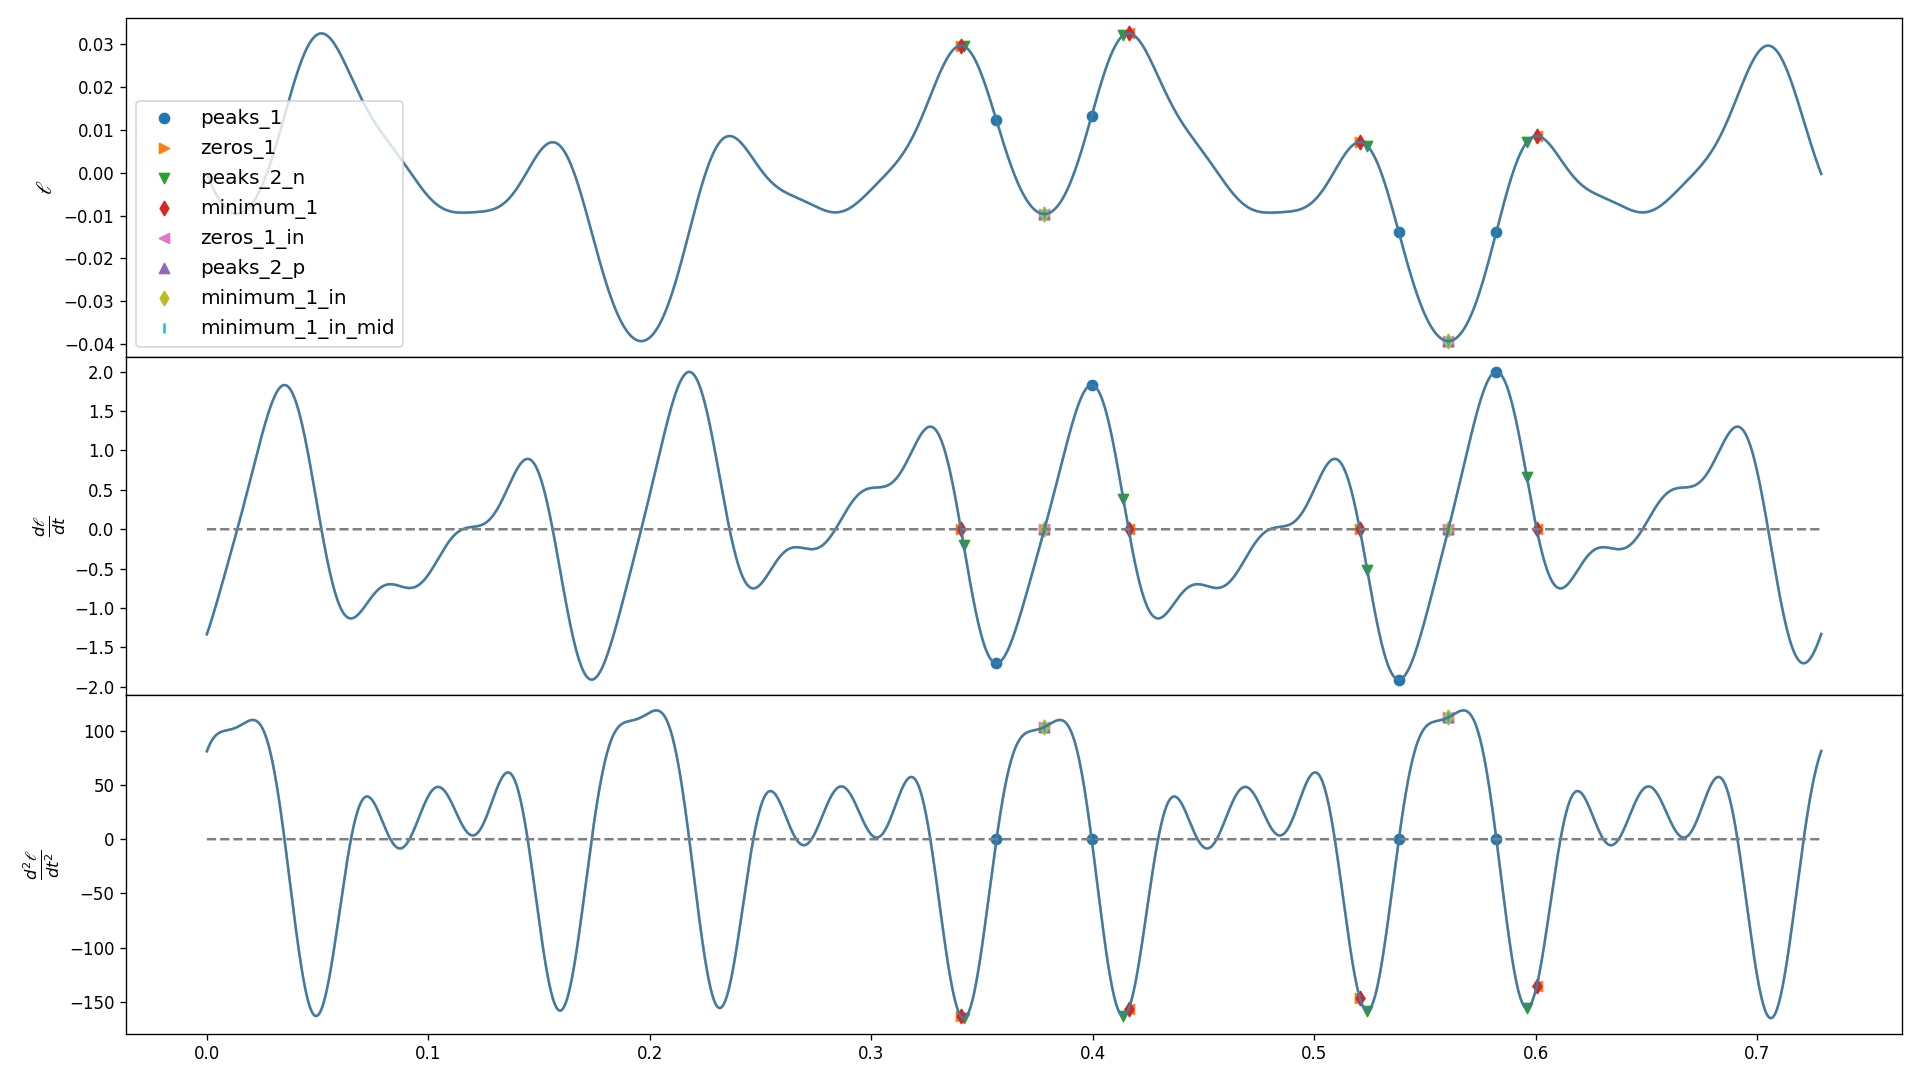 0.03
0.02
0.01
0.00
−0.01
−0.02
−0.03
−0.04
ℓ
peaks_1
zeros_1
peaks_2_n
minimum_1
zeros_1_in
peaks_2_p
minimum_1_in
minimum_1_in_mid
2.0
1.5
1.0
0.5
0.0
−0.5
−1.0
−1.5
−2.0
dℓ
dt
100
50
0
−50
−100
−150
d²ℓ
dt²
0.0 0.1 0.2 0.3 0.4 0.5 0.6 0.7